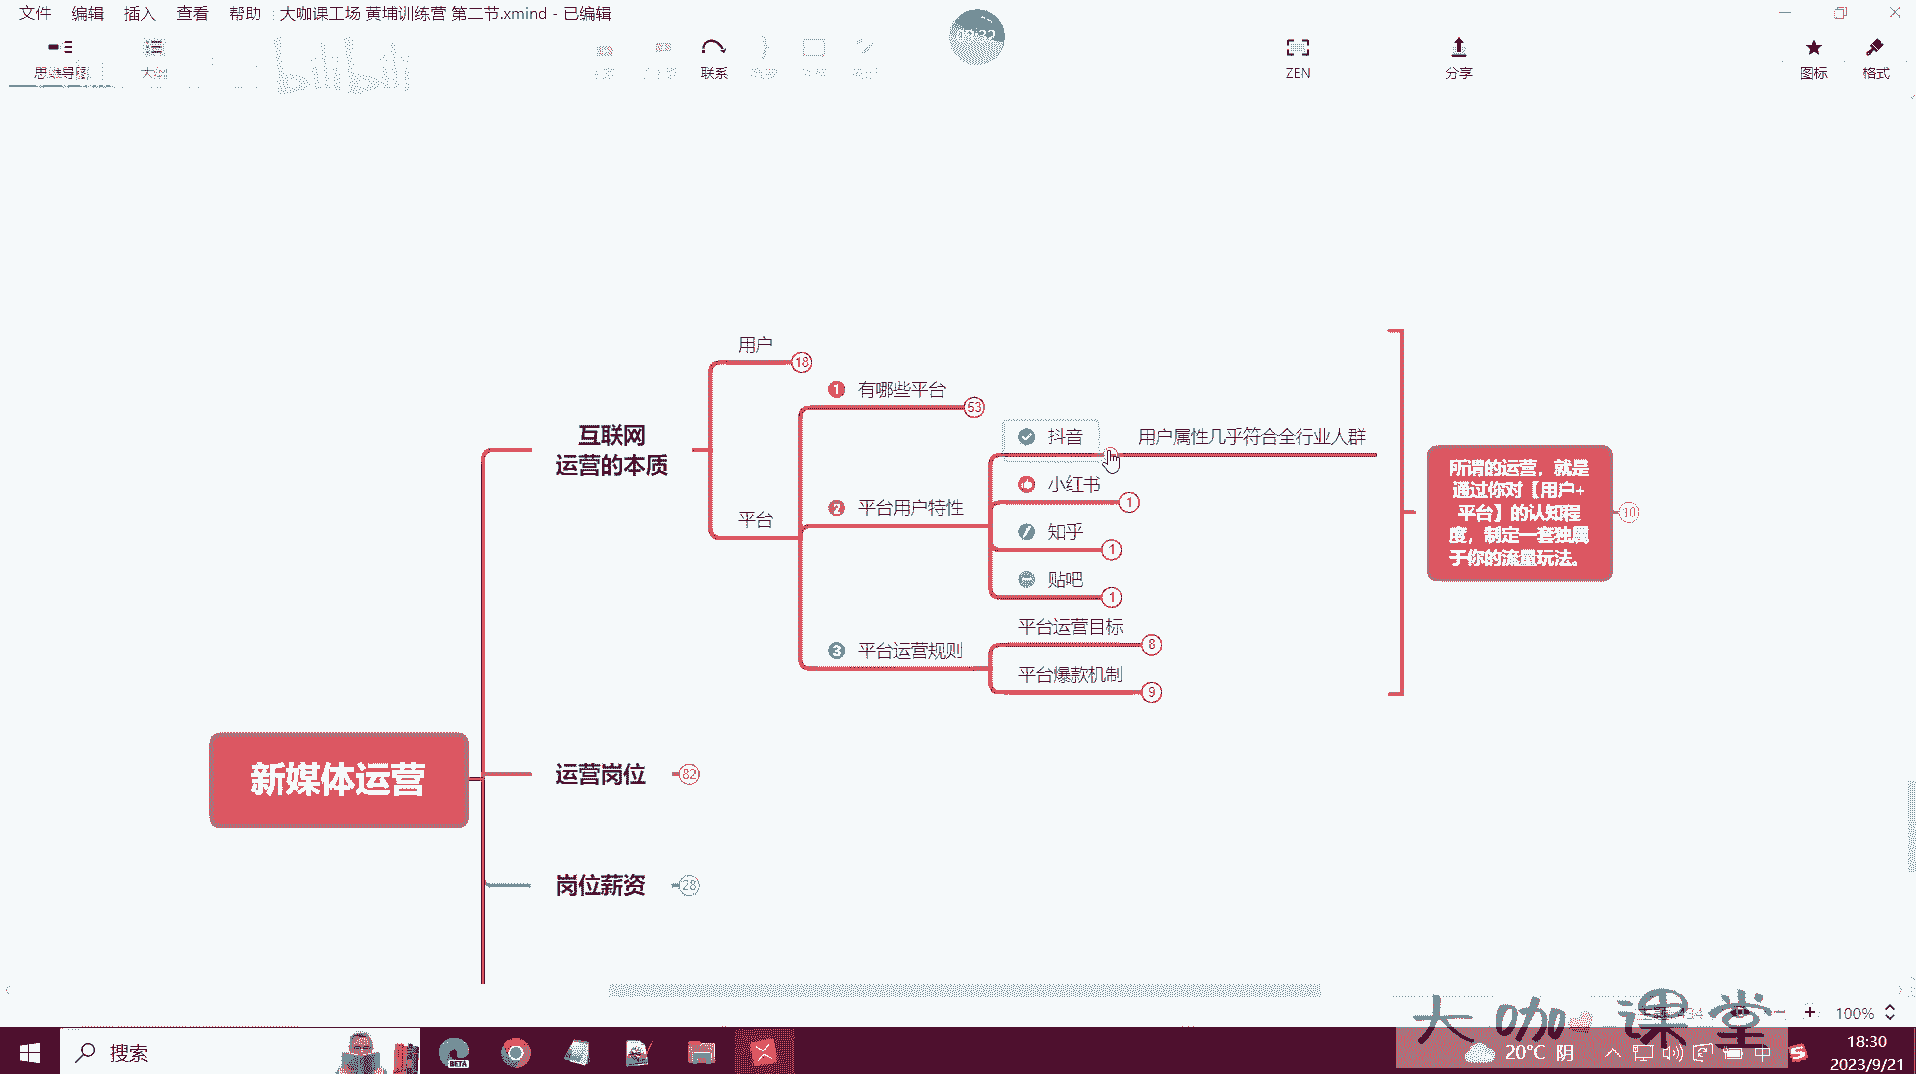 文件 编辑 插入 查看 帮助 大咖课工场 黄埔训练营 第二节.xmind - 已编辑
思维导图
大纲
bilibili
联系
ZEN
分享
图标
格式
用户
18
1 有哪些平台
53
互联网
运营的本质
抖音
用户属性几乎符合全行业人群
小红书
1
2 平台用户特性
平台
知乎
1
贴吧
1
平台运营目标
8
3 平台运营规则
平台爆款机制
9
所谓的运营，就是
通过你对【用户+
平台】的认知程
度，制定一套独属
于你的流量玩法。
10
新媒体运营
运营岗位
82
岗位薪资
28
大咖课堂
100%
搜索
BETA
20°C 阴
中
18:30
2023/9/21